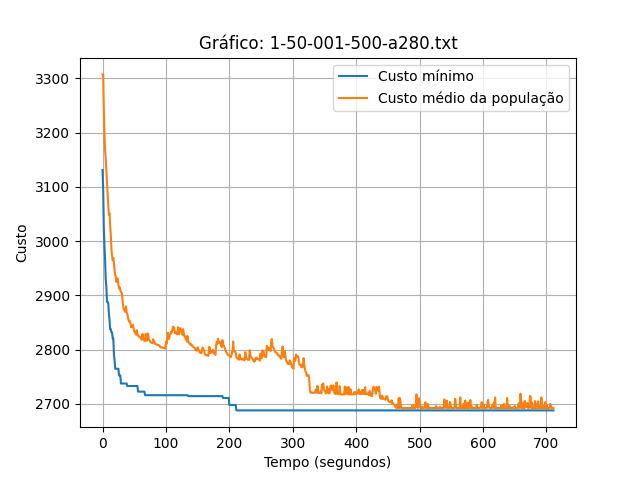 Gráfico: 1-50-001-500-a280.txt
Custo mínimo
Custo médio da população
3300
3200
3100
3000
2900
2800
2700
Custo
0 100 200 300 400 500 600 700
Tempo (segundos)